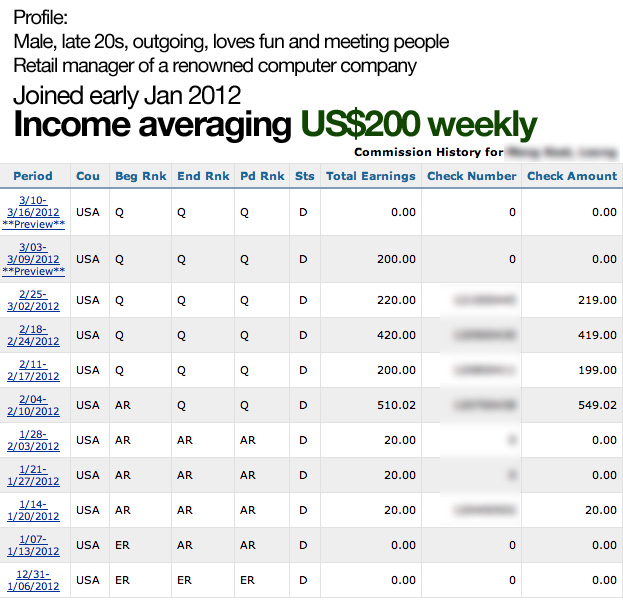 Profile:
Male, late 20s, outgoing, loves fun and meeting people
Retail manager of a renowned computer company
Joined early Jan 2012
Income averaging US$200 weekly
Commission History for
Period Cou Beg Rnk End Rnk Pd Rnk Sts Total Earnings Check Number Check Amount
3/10-
3/16/2012 USA Q Q Q D 0.00 0 0.00
**Preview**
3/03-
3/09/2012 USA Q Q Q D 200.00 0 0.00
**Preview**
2/25-
3/02/2012 USA Q Q Q D 220.00 219.00
2/18-
2/24/2012 USA Q Q Q D 420.00 419.00
2/11-
2/17/2012 USA Q Q Q D 200.00 199.00
2/04-
2/10/2012 USA AR Q Q D 510.02 549.02
1/28-
2/03/2012 USA AR AR AR D 20.00 0.00
1/21-
1/27/2012 USA AR AR AR D 20.00 0.00
1/14-
1/20/2012 USA AR AR AR D 20.00 20.00
1/07-
1/13/2012 USA ER AR AR D 0.00 0 0.00
12/31-
1/06/2012 USA ER ER ER D 0.00 0 0.00